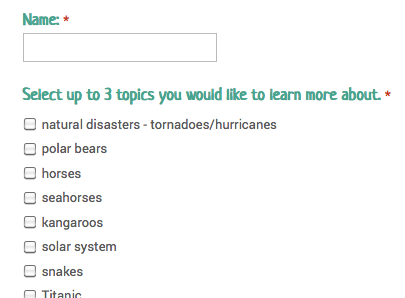 Name: *
Select up to 3 topics you would like to learn more about. *
natural disasters - tornadoes/hurricanes
polar bears
horses
seahorses
kangaroos
solar system
snakes
Titanic